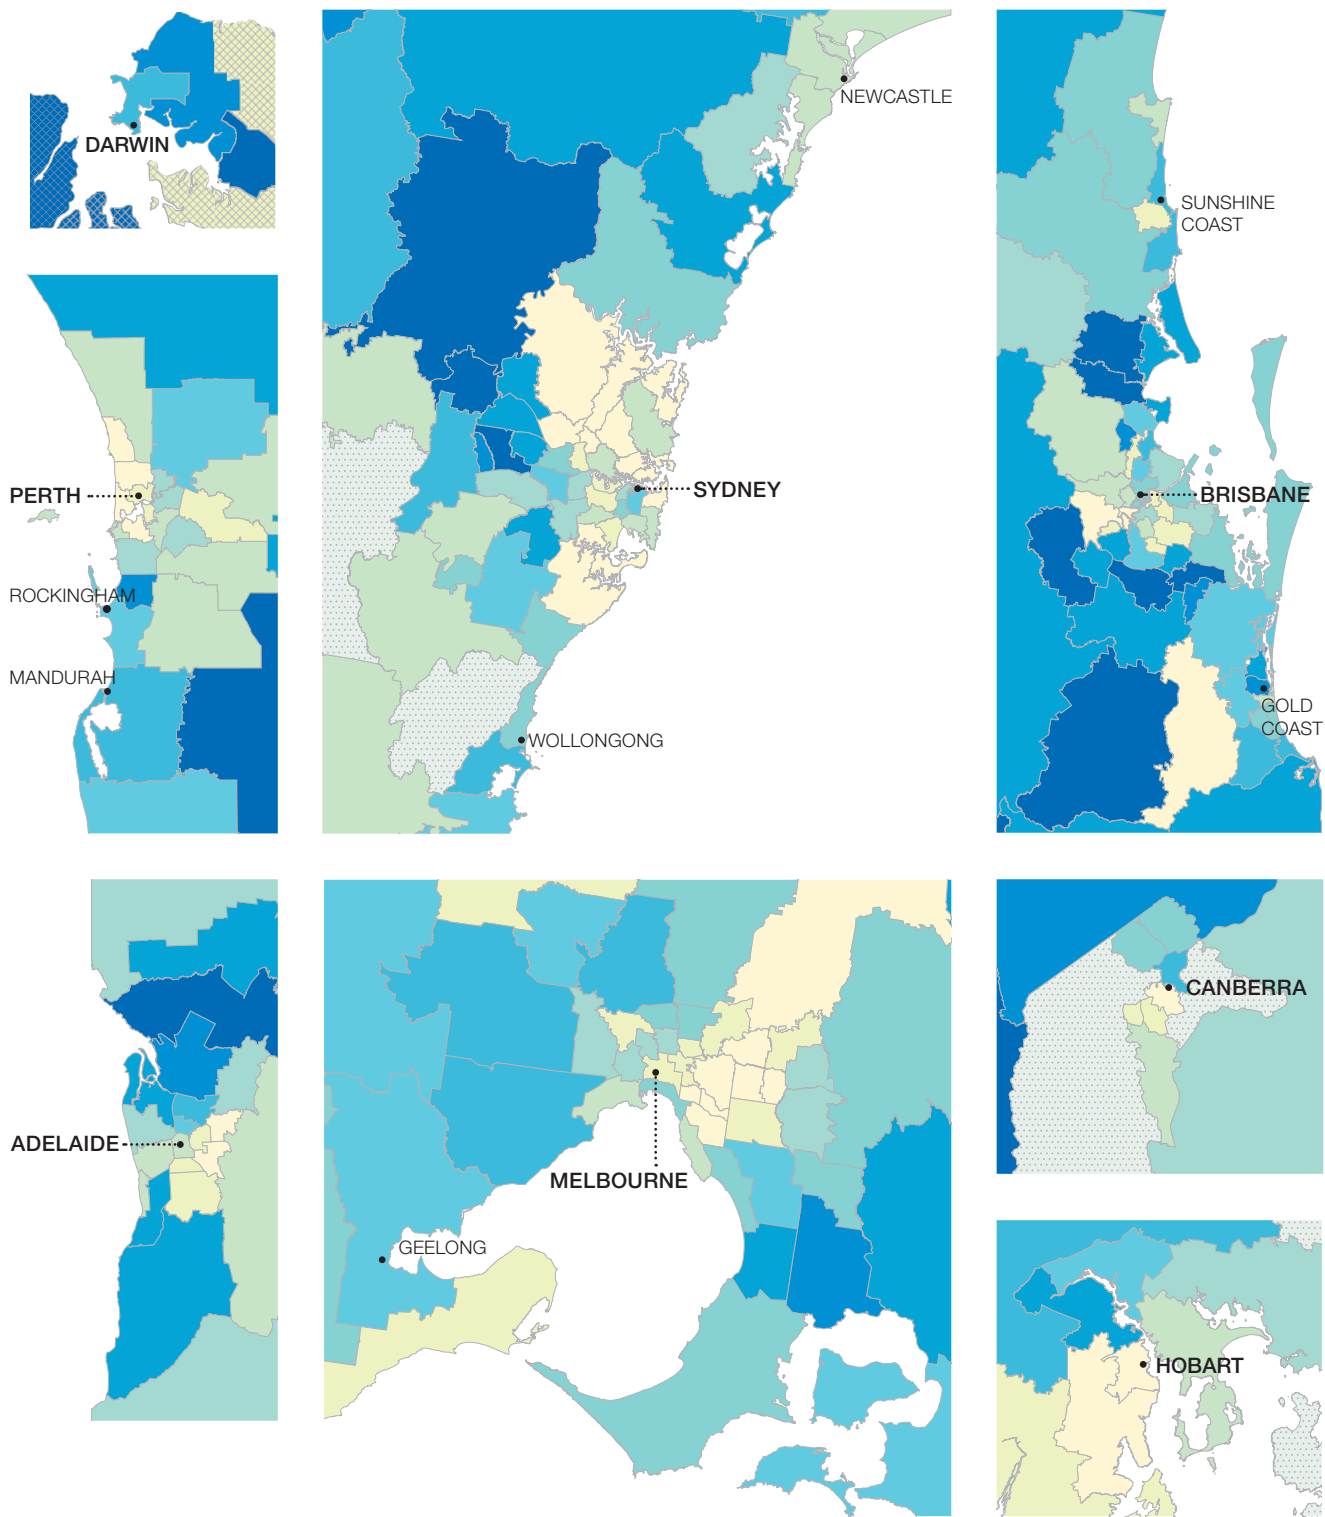 DARWIN
NEWCASTLE
SUNSHINE
COAST
PERTH
SYDNEY
BRISBANE
ROCKINGHAM
MANDURAH
WOLLONGONG
GOLD
COAST
CANBERRA
ADELAIDE
MELBOURNE
GEELONG
HOBART